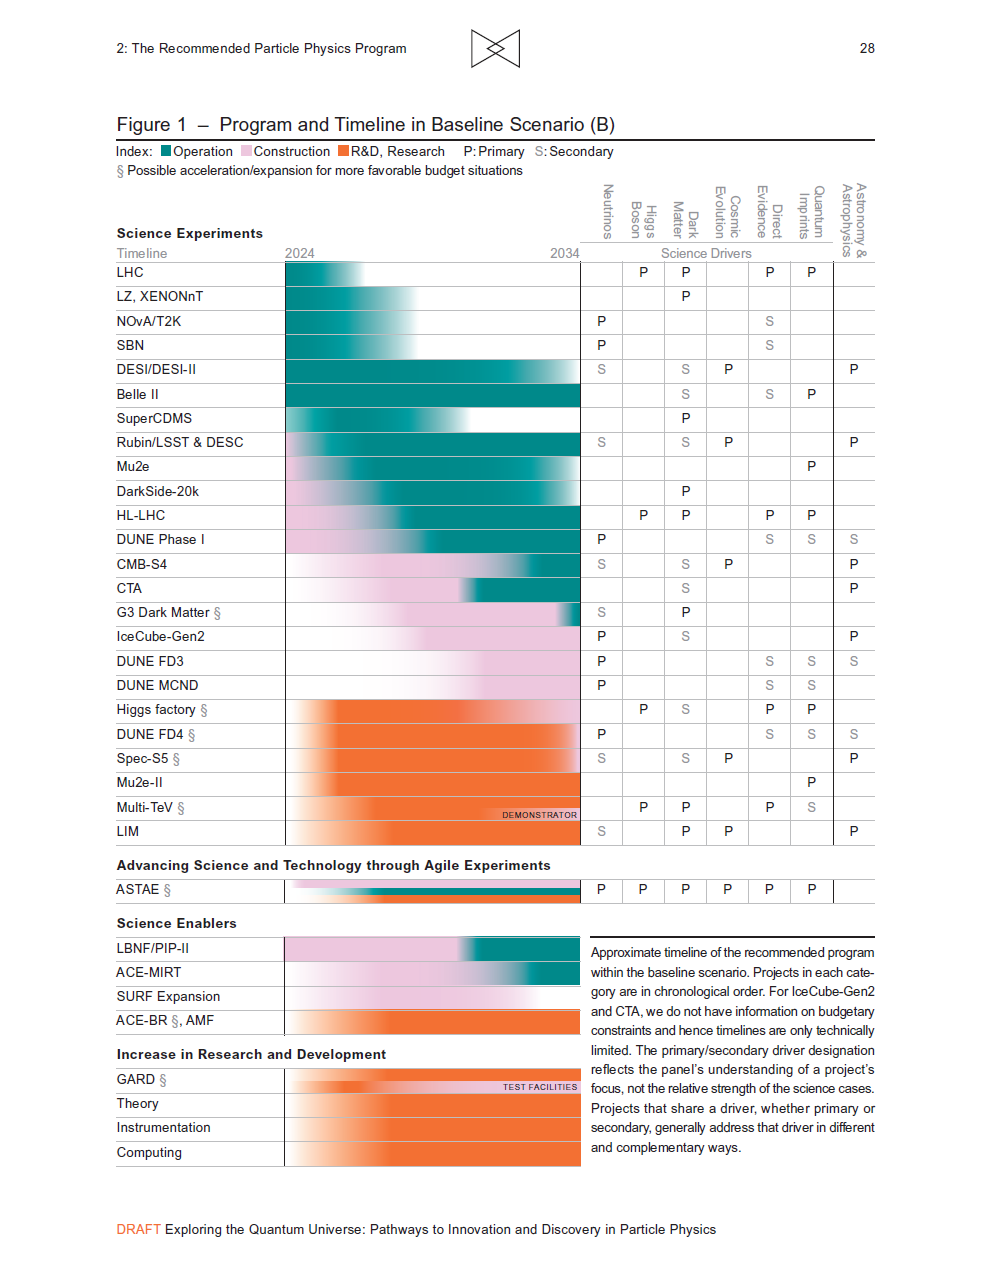 2: The Recommended Particle Physics Program
28
Figure 1 – Program and Timeline in Baseline Scenario (B)
Index: Operation Construction R&D, Research P: Primary S: Secondary
§ Possible acceleration/expansion for more favorable budget situations
Neutrinos
Higgs Boson
Dark Matter
Cosmic Evolution
Direct Evidence
Quantum Imprints
Astronomy & Astrophysics
Science Experiments
Timeline 2024 2034 Science Drivers
LHC P P P P
LZ, XENONnT P
NOvA/T2K P S
SBN P S
DESI/DESI-II S S P P
Belle II S S P
SuperCDMS P
Rubin/LSST & DESC S S P P
Mu2e P
DarkSide-20k P
HL-LHC P P P P
DUNE Phase I P S S S
CMB-S4 S S P P
CTA S P
G3 Dark Matter § S P
IceCube-Gen2 P S P
DUNE FD3 P S S S
DUNE MCND P S S
Higgs factory § P S P P
DUNE FD4 § P S S S
Spec-S5 § S S P P
Mu2e-II P
Multi-TeV § DEMONSTRATOR P P P S
LIM S P P P
Advancing Science and Technology through Agile Experiments
ASTAE § P P P P P P
Science Enablers
LBNF/PIP-II
ACE-MIRT
SURF Expansion
ACE-BR §, AMF
Increase in Research and Development
GARD § TEST FACILITIES
Theory
Instrumentation
Computing
Approximate timeline of the recommended program
within the baseline scenario. Projects in each cate-
gory are in chronological order. For IceCube-Gen2
and CTA, we do not have information on budgetary
constraints and hence timelines are only technically
limited. The primary/secondary driver designation
reflects the panel’s understanding of a project’s
focus, not the relative strength of the science cases.
Projects that share a driver, whether primary or
secondary, generally address that driver in different
and complementary ways.
DRAFT Exploring the Quantum Universe: Pathways to Innovation and Discovery in Particle Physics